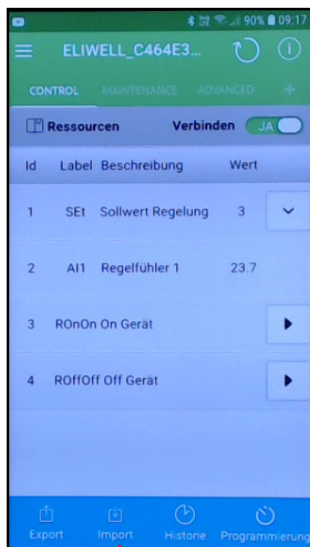 90% 09:17
ELIWELL_C464E3...
CONTROL MAINTENANCE ADVANCED +
Ressourcen Verbinden JA
Id Label Beschreibung Wert
1 SEt Sollwert Regelung 3
2 AI1 Regelfühler 1 23.7
3 ROnOn On Gerät
4 ROffOff Off Gerät
Export Import Historie Programmierung